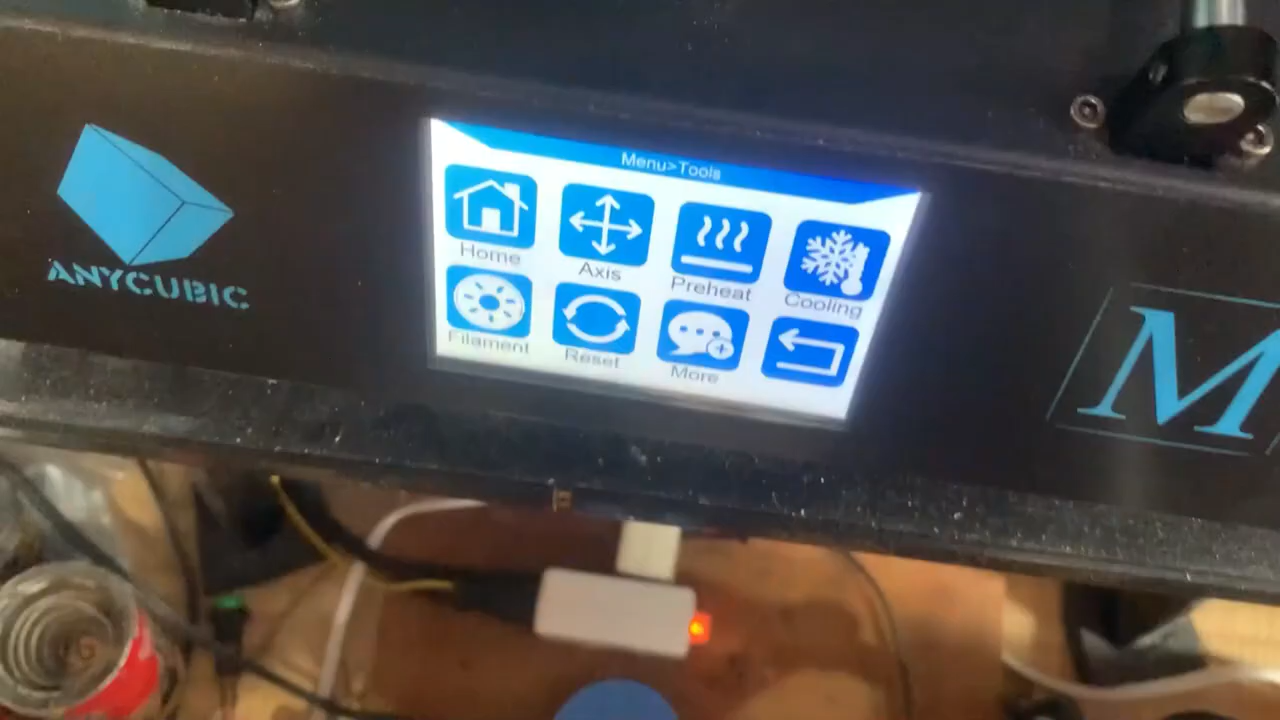 Menu>Tools
Home
Axis
Preheat
Cooling
Filament
Reset
More
ANYCUBIC
M